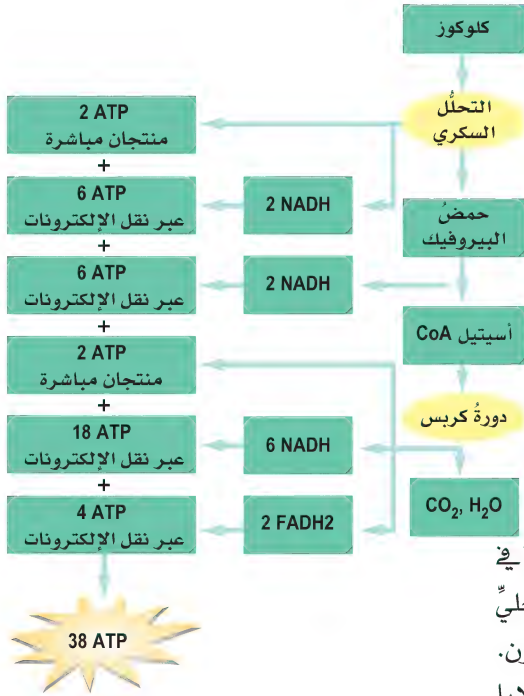 كلوكوز
التحلُّل
السكري
2 ATP
منتجان مباشرة
+
6 ATP
عبر نقل الإلكترونات
2 NADH
حمضُ
البيروفيك
+
6 ATP
عبر نقل الإلكترونات
2 NADH
+
أسيتيل CoA
2 ATP
منتجان مباشرة
+
دورةُ كربس
18 ATP
عبر نقل الإلكترونات
6 NADH
+
4 ATP
عبر نقل الإلكترونات
2 FADH2
CO₂, H₂O
38 ATP
في